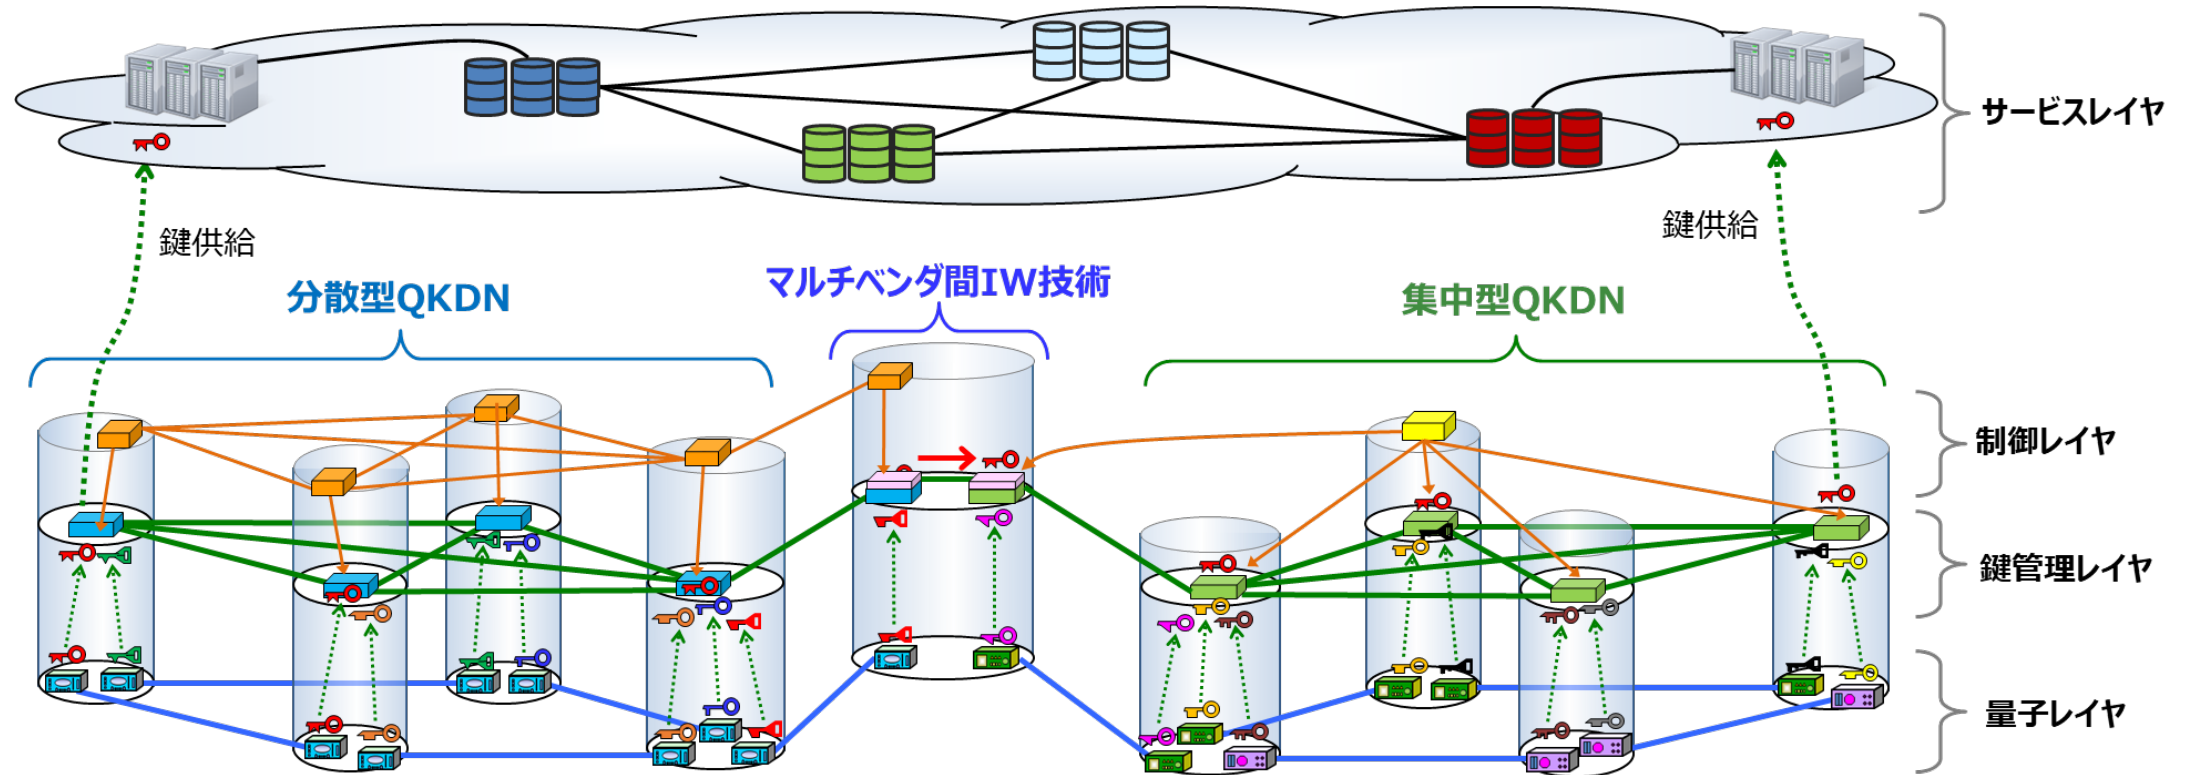 サービスレイヤ
鍵供給
鍵供給
分散型QKDN
マルチベンダ間IW技術
集中型QKDN
制御レイヤ
鍵管理レイヤ
量子レイヤ